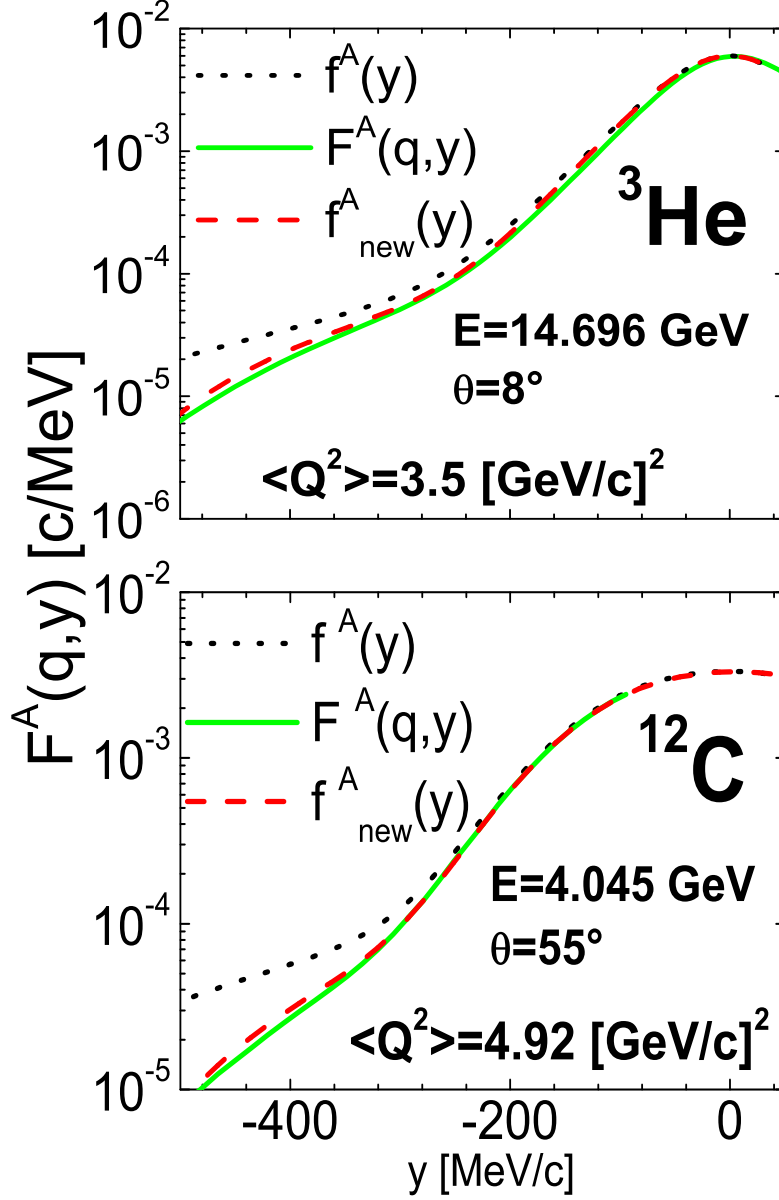 F^A(q,y) [c/MeV]
10^-2
f^A(y)
F^A(q,y)
f^A_new(y)
10^-3
^3He
10^-4
E=14.696 GeV
θ=8°
10^-5
<Q^2>=3.5 [GeV/c]^2
10^-6
10^-2
f^A(y)
F^A(q,y)
f^A_new(y)
^12C
10^-3
E=4.045 GeV
10^-4
θ=55°
<Q^2>=4.92 [GeV/c]^2
10^-5
-400 -200 0
y [MeV/c]